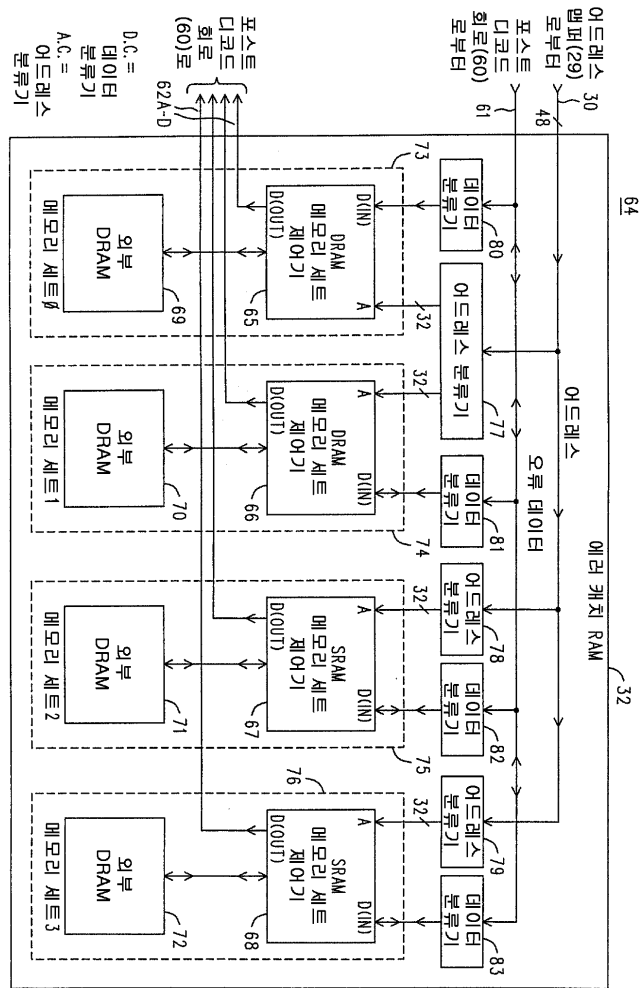 64
에러 캐치 RAM
32
어드레스
맵퍼(29)
로부터
30
48
포스트
디코드
회로(60)
로부터
61
어드레스
오류 데이터
데이터
분류기
80
어드레스 분류기
77
데이터
분류기
81
어드레스
분류기
78
데이터
분류기
82
어드레스
분류기
79
데이터
분류기
83
73
32
D(IN)
A
DRAM
메모리 세트
제어기
D(OUT)
65
외부
DRAM
69
메모리 세트Ø
74
32
A
D(IN)
DRAM
메모리 세트
제어기
D(OUT)
66
외부
DRAM
70
메모리 세트1
75
32
A
D(IN)
SRAM
메모리 세트
제어기
D(OUT)
67
외부
DRAM
71
메모리 세트2
76
32
A
D(IN)
SRAM
메모리 세트
제어기
D(OUT)
68
외부
DRAM
72
메모리 세트3
포스트
디코드
회로
(60)로
62A-D
D.C. =
데이터
분류기
A.C. =
어드레스
분류기